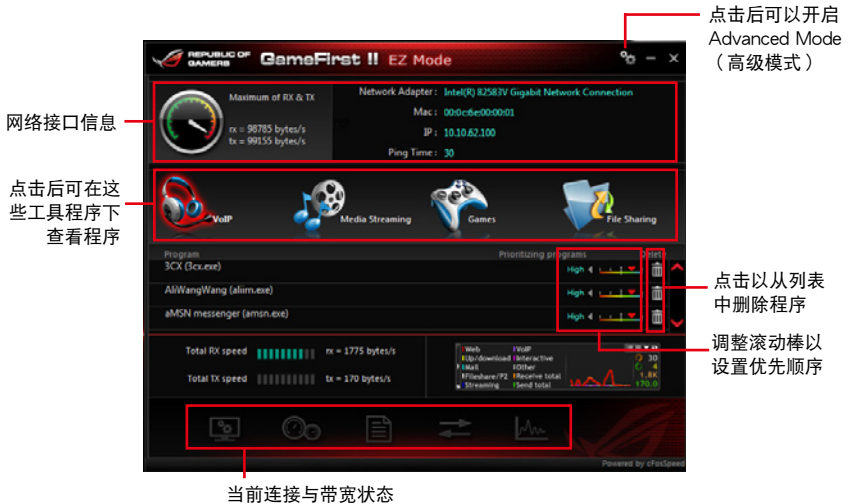 点击后可以开启
Advanced Mode
（高级模式）
REPUBLIC OF
GAMERS
GameFirst II EZ Mode
网络接口信息
Maximum of RX & TX
rx = 98785 bytes/s
tx = 99155 bytes/s
Network Adapter : Intel(R) 82583V Gigabit Network Connection
Mac : 00:0c:6e:00:00:01
IP : 10.10.62.100
Ping Time : 30
点击后可在这
些工具程序下
查看程序
VoIP
Media Streaming
Games
File Sharing
Program
Prioritizing programs
Delete
3CX (3cx.exe)
High
AliWangWang (aliim.exe)
High
aMSN messenger (amsn.exe)
High
点击以从列表
中删除程序
调整滚动棒以
设置优先顺序
Total RX speed
rx = 1775 bytes/s
Total TX speed
tx = 170 bytes/s
Web
VoIP
Up/download
Interactive
Mail
Other
Fileshare/P2
Receive total
Streaming
Send total
30
4
1.8K
170.0
Powered by cFosSpeed
当前连接与带宽状态